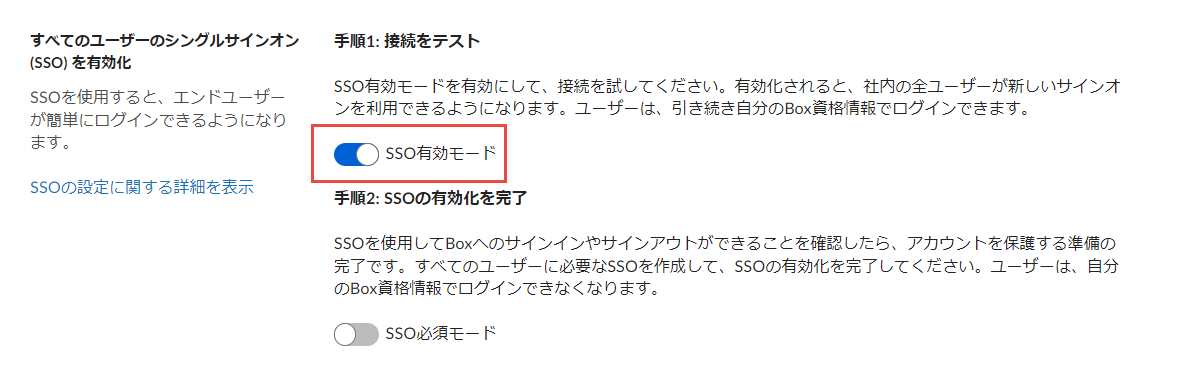 すべてのユーザーのシングルサインオン
(SSO) を有効化
SSOを使用すると、エンドユーザー
が簡単にログインできるようになり
ます。
SSOの設定に関する詳細を表示
手順1: 接続をテスト
SSO有効モードを有効にして、接続を試してください。有効化されると、社内の全ユーザーが新しいサインオ
ンを利用できるようになります。ユーザーは、引き続き自分のBox資格情報でログインできます。
SSO有効モード
手順2: SSOの有効化を完了
SSOを使用してBoxへのサインインやサインアウトができることを確認したら、アカウントを保護する準備の
完了です。すべてのユーザーに必要なSSOを作成して、SSOの有効化を完了してください。ユーザーは、自分
のBox資格情報でログインできなくなります。
SSO必須モード